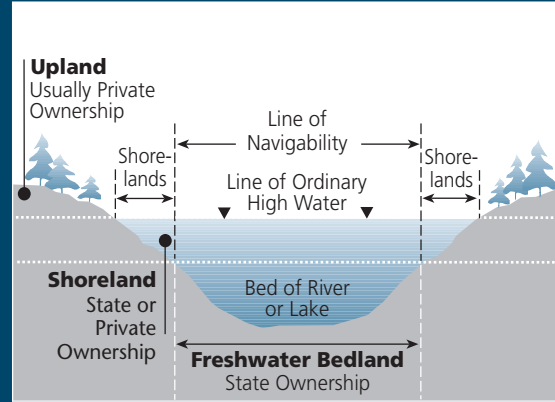 Upland
Usually Private
Ownership
Line of
Navigability
Shore-
lands
Shore-
lands
Line of Ordinary
High Water
Shoreland
State or
Private
Ownership
Bed of River
or Lake
Freshwater Bedland
State Ownership